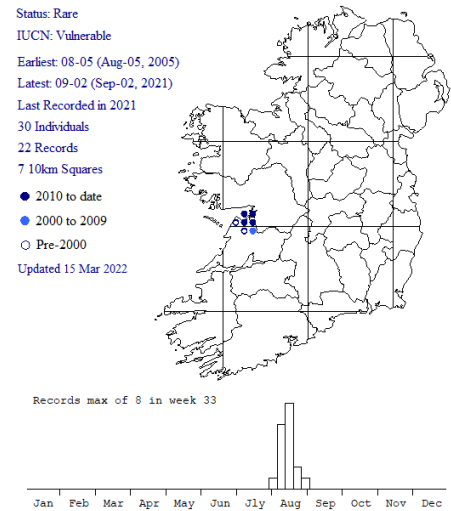 Status: Rare
IUCN: Vulnerable
Earliest: 08-05 (Aug-05, 2005)
Latest: 09-02 (Sep-02, 2021)
Last Recorded in 2021
30 Individuals
22 Records
7 10km Squares
2010 to date
2000 to 2009
Pre-2000
Updated 15 Mar 2022
Records max of 8 in week 33
Jan Feb Mar Apr May Jun Jly Aug Sep Oct Nov Dec